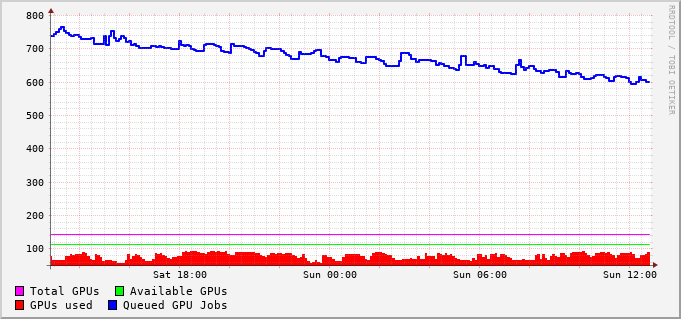 800
700
600
500
400
300
200
100
Sat 18:00 Sun 00:00 Sun 06:00 Sun 12:00
Total GPUs Available GPUs
GPUs used Queued GPU Jobs
RRDTOOL / TOBI OETIKER